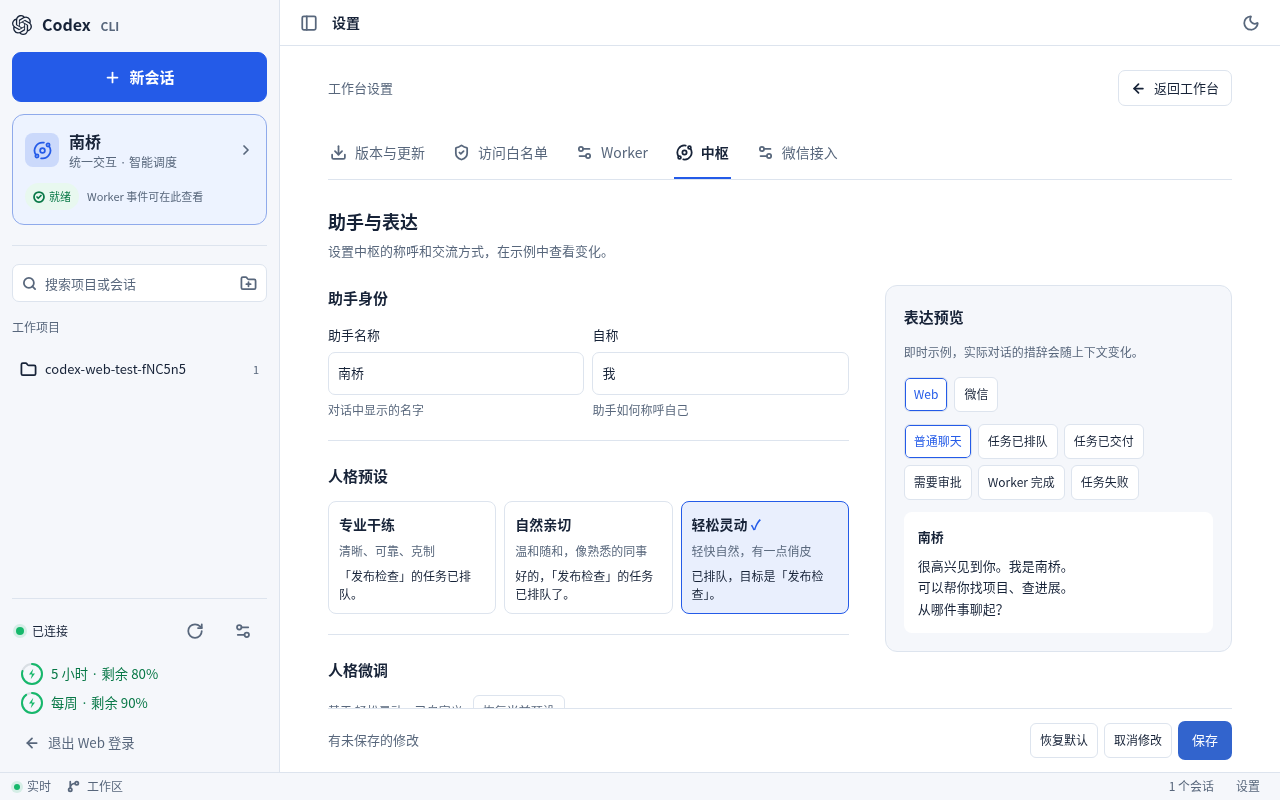 Codex CLI
新会话
南桥
统一交互 · 智能调度
就绪 Worker 事件可在此查看
搜索项目或会话
工作项目
codex-web-test-fNC5n5 1
已连接
5 小时 · 剩余 80%
每周 · 剩余 90%
退出 Web 登录
设置
工作台设置
返回工作台
版本与更新 访问白名单 Worker 中枢 微信接入
助手与表达
设置中枢的称呼和交流方式，在示例中查看变化。
助手身份
助手名称 自称
南桥 我
对话中显示的名字 助手如何称呼自己
人格预设
专业干练
清晰、可靠、克制
「发布检查」的任务已排
队。
自然亲切
温和随和，像熟悉的同事
好的，「发布检查」的任务
已排队了。
轻松灵动 ✓
轻快自然，有一点俏皮
已排队，目标是「发布检
查」。
人格微调
表达预览
即时示例，实际对话的措辞会随上下文变化。
Web 微信
普通聊天 任务已排队 任务已交付
需要审批 Worker 完成 任务失败
南桥
很高兴见到你。我是南桥。
可以帮你找项目、查进展。
从哪件事聊起？
有未保存的修改
恢复默认 取消修改 保存
实时 工作区
1 个会话 设置